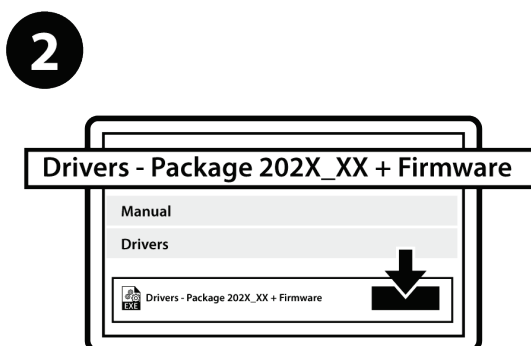 2
Drivers - Package 202X_XX + Firmware
Manual
Drivers
EXE
Drivers - Package 202X_XX + Firmware